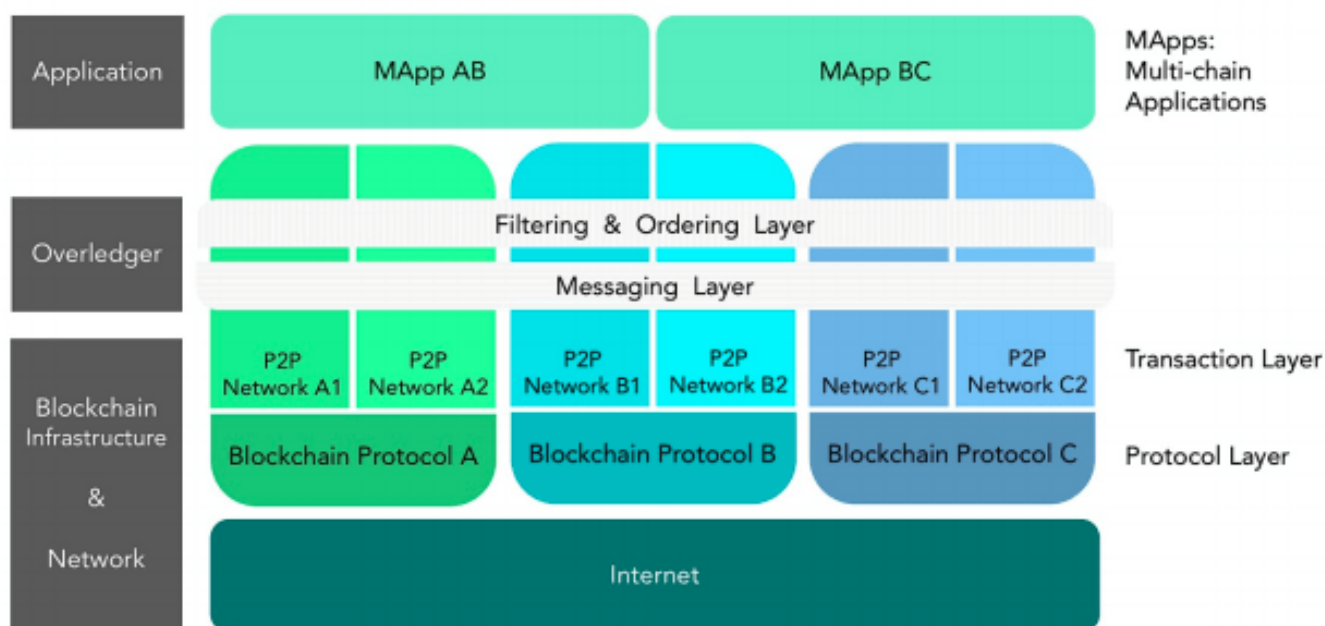 Application
MApp AB
MApp BC
MApps:
Multi-chain
Applications
Overledger
Filtering & Ordering Layer
Messaging Layer
Blockchain
Infrastructure
&
Network
P2P
Network A1
P2P
Network A2
P2P
Network B1
P2P
Network B2
P2P
Network C1
P2P
Network C2
Transaction Layer
Blockchain Protocol A
Blockchain Protocol B
Blockchain Protocol C
Protocol Layer
Internet